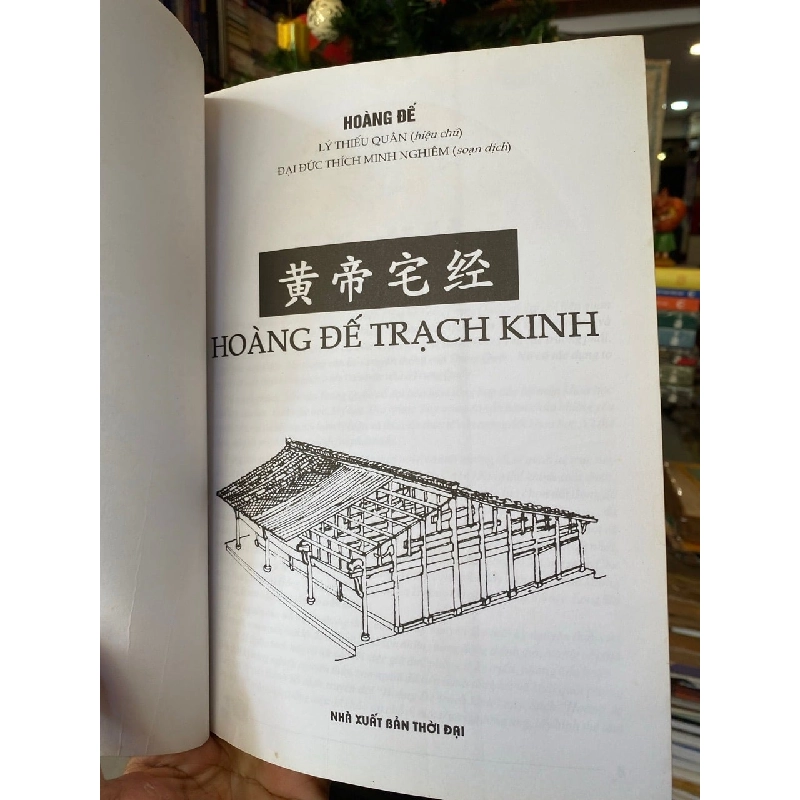 HOÀNG ĐẾ
LÝ THIẾU QUÂN (hiệu chú)
ĐẠI ĐỨC THÍCH MINH NGHIÊM (soạn dịch)
黄帝宅经
HOÀNG ĐẾ TRẠCH KINH
NHÀ XUẤT BẢN THỜI ĐẠI